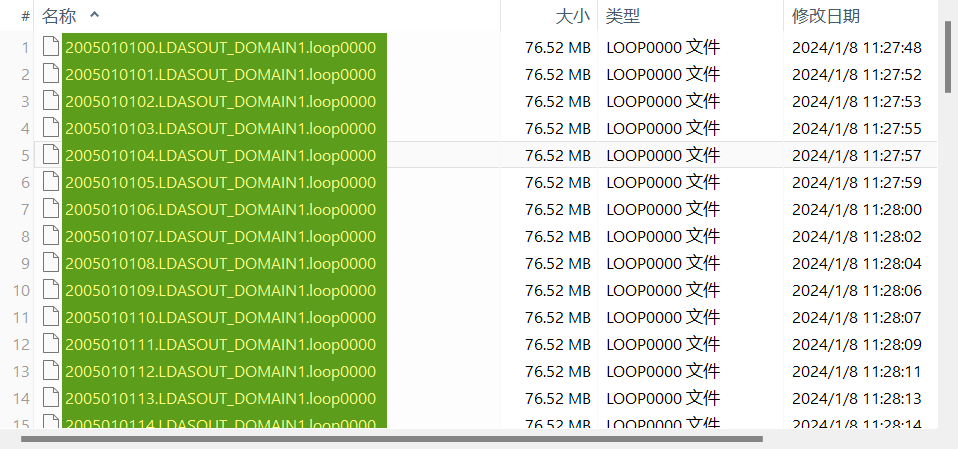 # 名称 大小 类型 修改日期
1 2005010100.LDASOUT_DOMAIN1.loop0000 76.52 MB LOOP0000 文件 2024/1/8 11:27:48
2 2005010101.LDASOUT_DOMAIN1.loop0000 76.52 MB LOOP0000 文件 2024/1/8 11:27:52
3 2005010102.LDASOUT_DOMAIN1.loop0000 76.52 MB LOOP0000 文件 2024/1/8 11:27:53
4 2005010103.LDASOUT_DOMAIN1.loop0000 76.52 MB LOOP0000 文件 2024/1/8 11:27:55
5 2005010104.LDASOUT_DOMAIN1.loop0000 76.52 MB LOOP0000 文件 2024/1/8 11:27:57
6 2005010105.LDASOUT_DOMAIN1.loop0000 76.52 MB LOOP0000 文件 2024/1/8 11:27:59
7 2005010106.LDASOUT_DOMAIN1.loop0000 76.52 MB LOOP0000 文件 2024/1/8 11:28:00
8 2005010107.LDASOUT_DOMAIN1.loop0000 76.52 MB LOOP0000 文件 2024/1/8 11:28:02
9 2005010108.LDASOUT_DOMAIN1.loop0000 76.52 MB LOOP0000 文件 2024/1/8 11:28:04
10 2005010109.LDASOUT_DOMAIN1.loop0000 76.52 MB LOOP0000 文件 2024/1/8 11:28:06
11 2005010110.LDASOUT_DOMAIN1.loop0000 76.52 MB LOOP0000 文件 2024/1/8 11:28:07
12 2005010111.LDASOUT_DOMAIN1.loop0000 76.52 MB LOOP0000 文件 2024/1/8 11:28:09
13 2005010112.LDASOUT_DOMAIN1.loop0000 76.52 MB LOOP0000 文件 2024/1/8 11:28:11
14 2005010113.LDASOUT_DOMAIN1.loop0000 76.52 MB LOOP0000 文件 2024/1/8 11:28:13
15 2005010114.LDASOUT_DOMAIN1.loop0000 76.52 MB LOOP0000 文件 2024/1/8 11:28:14